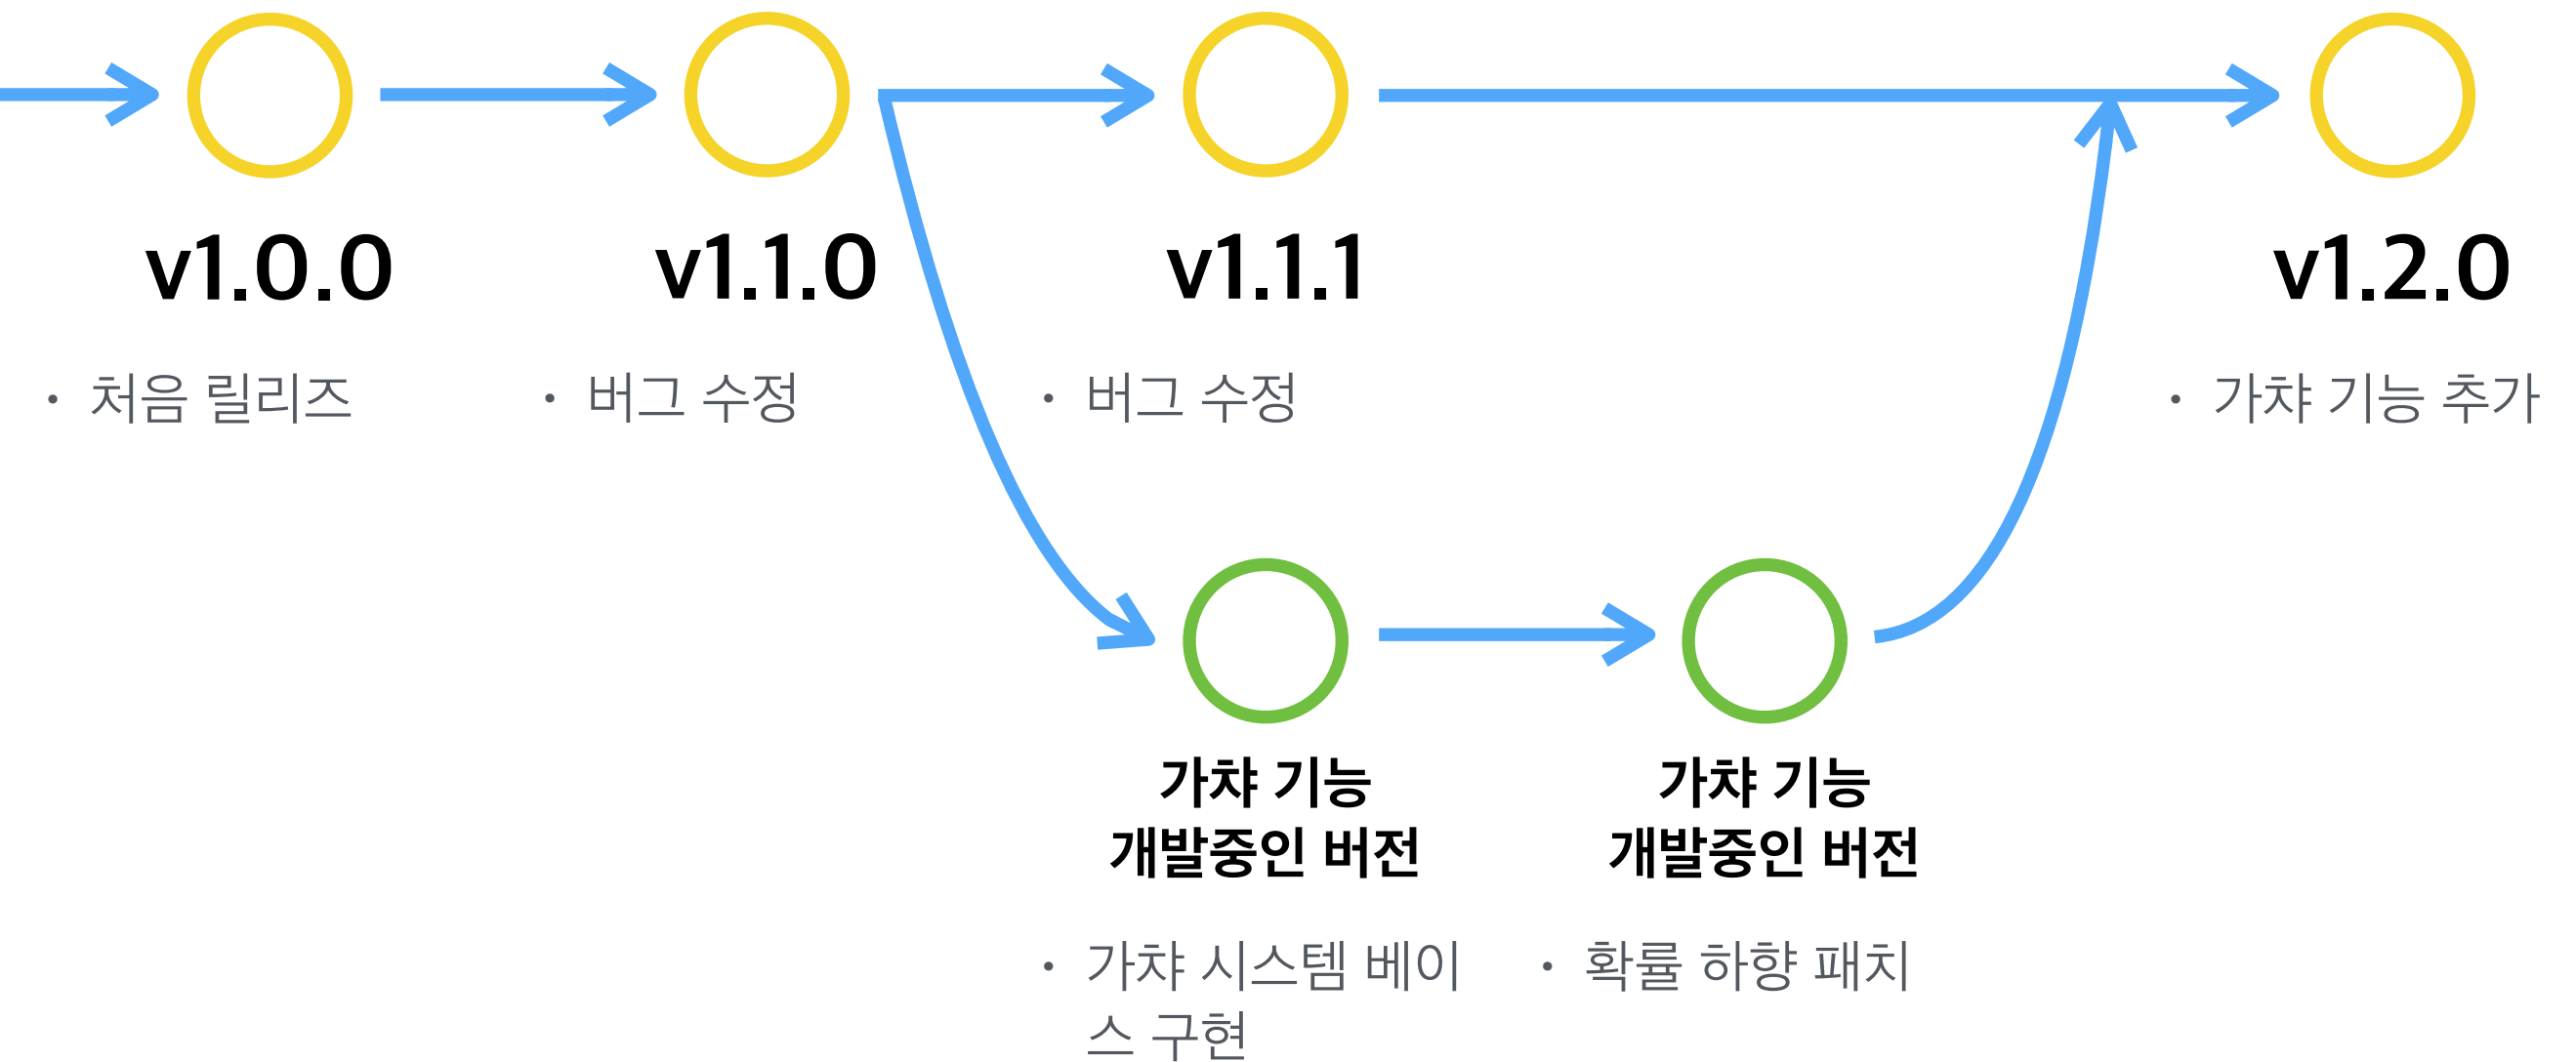 v1.0.0
v1.1.0
v1.1.1
v1.2.0
• 처음 릴리즈
• 버그 수정
• 버그 수정
• 가챠 기능 추가
가챠 기능
개발중인 버전
가챠 기능
개발중인 버전
• 가챠 시스템 베이
스 구현
• 확률 하향 패치